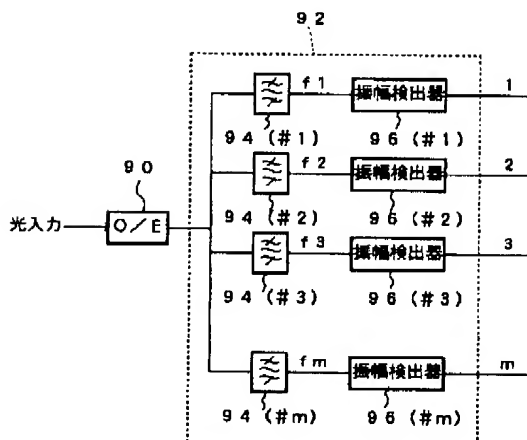 92
f1
振幅検出器
1
94 (#1)
96 (#1)
90
f2
振幅検出器
2
光入力
O/E
94 (#2)
96 (#2)
f3
振幅検出器
3
94 (#3)
96 (#3)
fm
振幅検出器
m
94 (#m)
96 (#m)